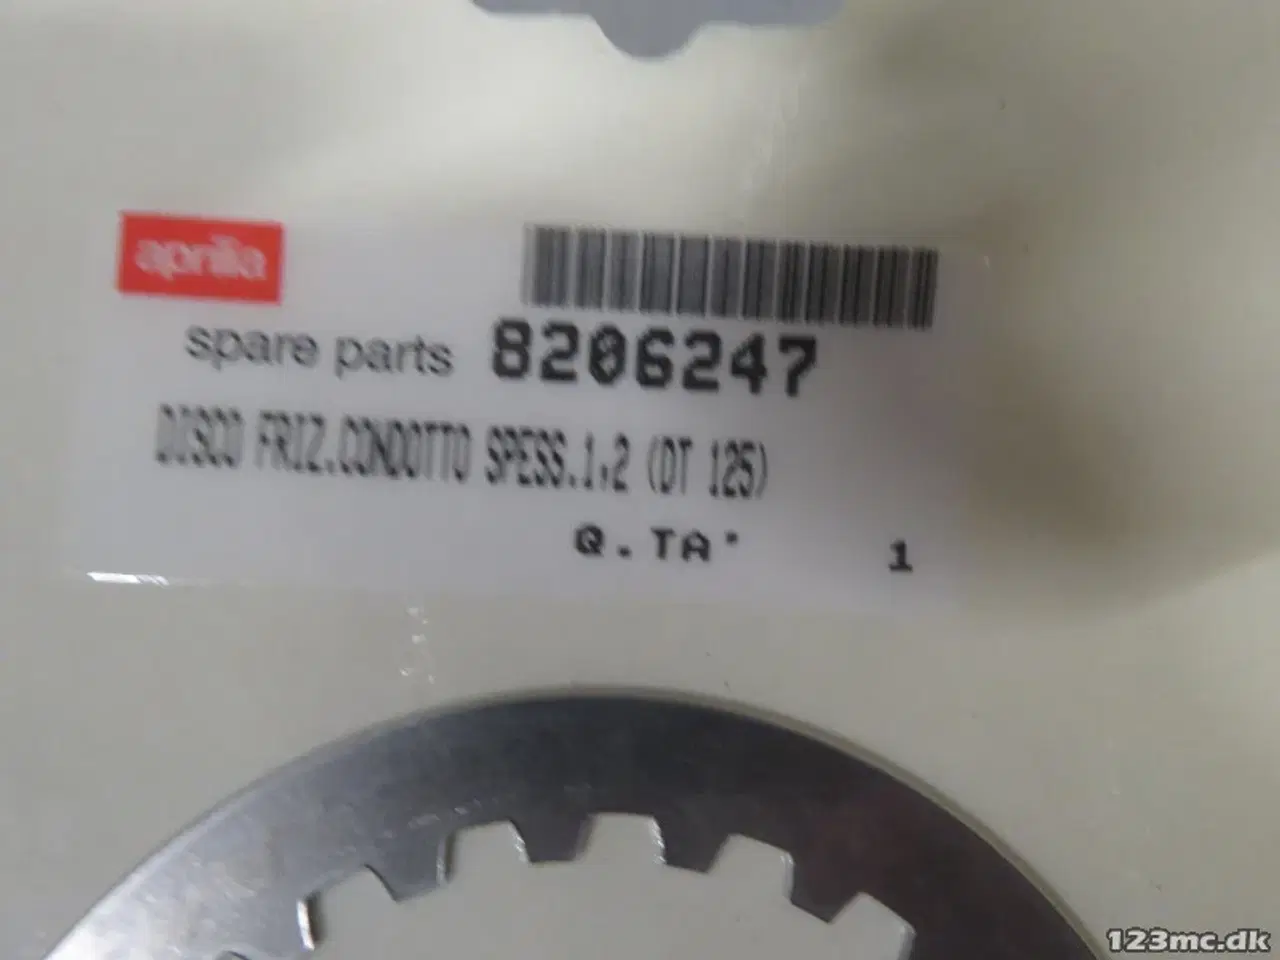 aprilia
spare parts 8206247
DISCO FRIZ.CONDOTTO SPESS.1,2 (DT 125)
Q.TA' 1
123mc.dk